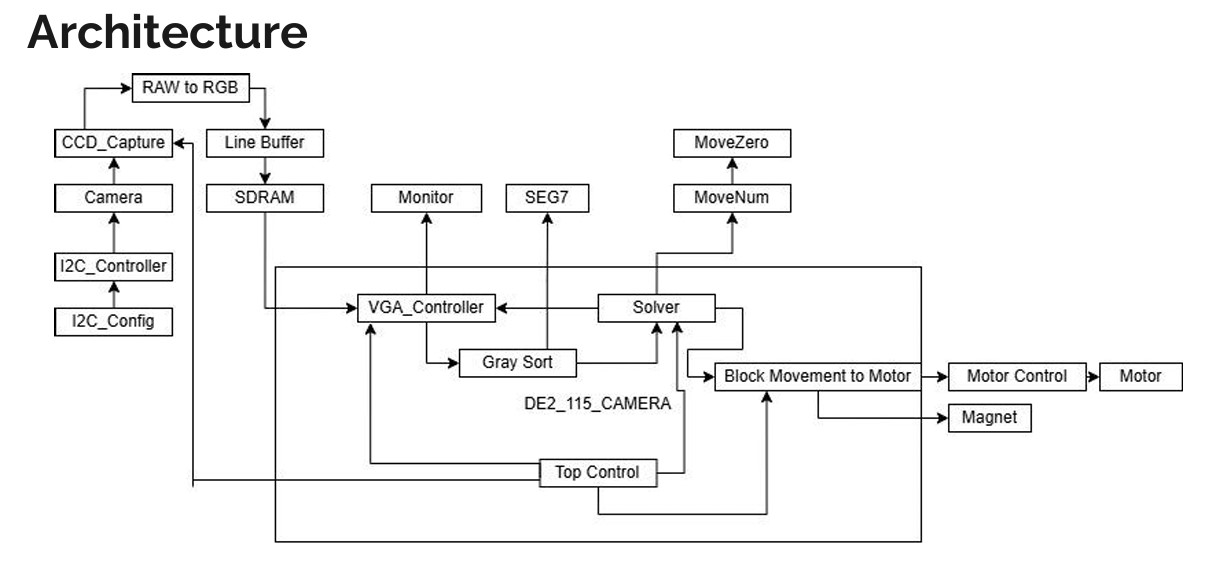 Architecture
RAW to RGB
CCD_Capture
Line Buffer
MoveZero
Camera
SDRAM
Monitor
SEG7
MoveNum
I2C_Controller
I2C_Config
VGA_Controller
Solver
Gray Sort
Block Movement to Motor
Motor Control
Motor
DE2_115_CAMERA
Magnet
Top Control